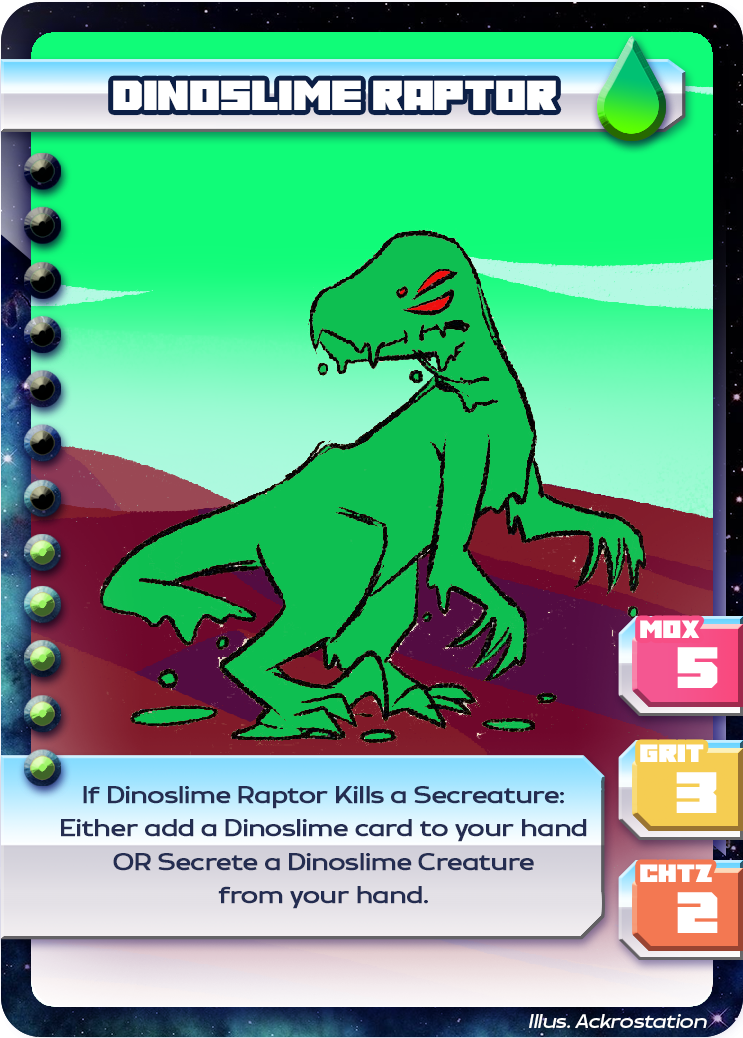 DINOSLIME RAPTOR
MOX
5
GRIT
3
CHTZ
2
If Dinoslime Raptor Kills a Secreature:
Either add a Dinoslime card to your hand
OR Secrete a Dinoslime Creature
from your hand.
Illus. Ackrostation